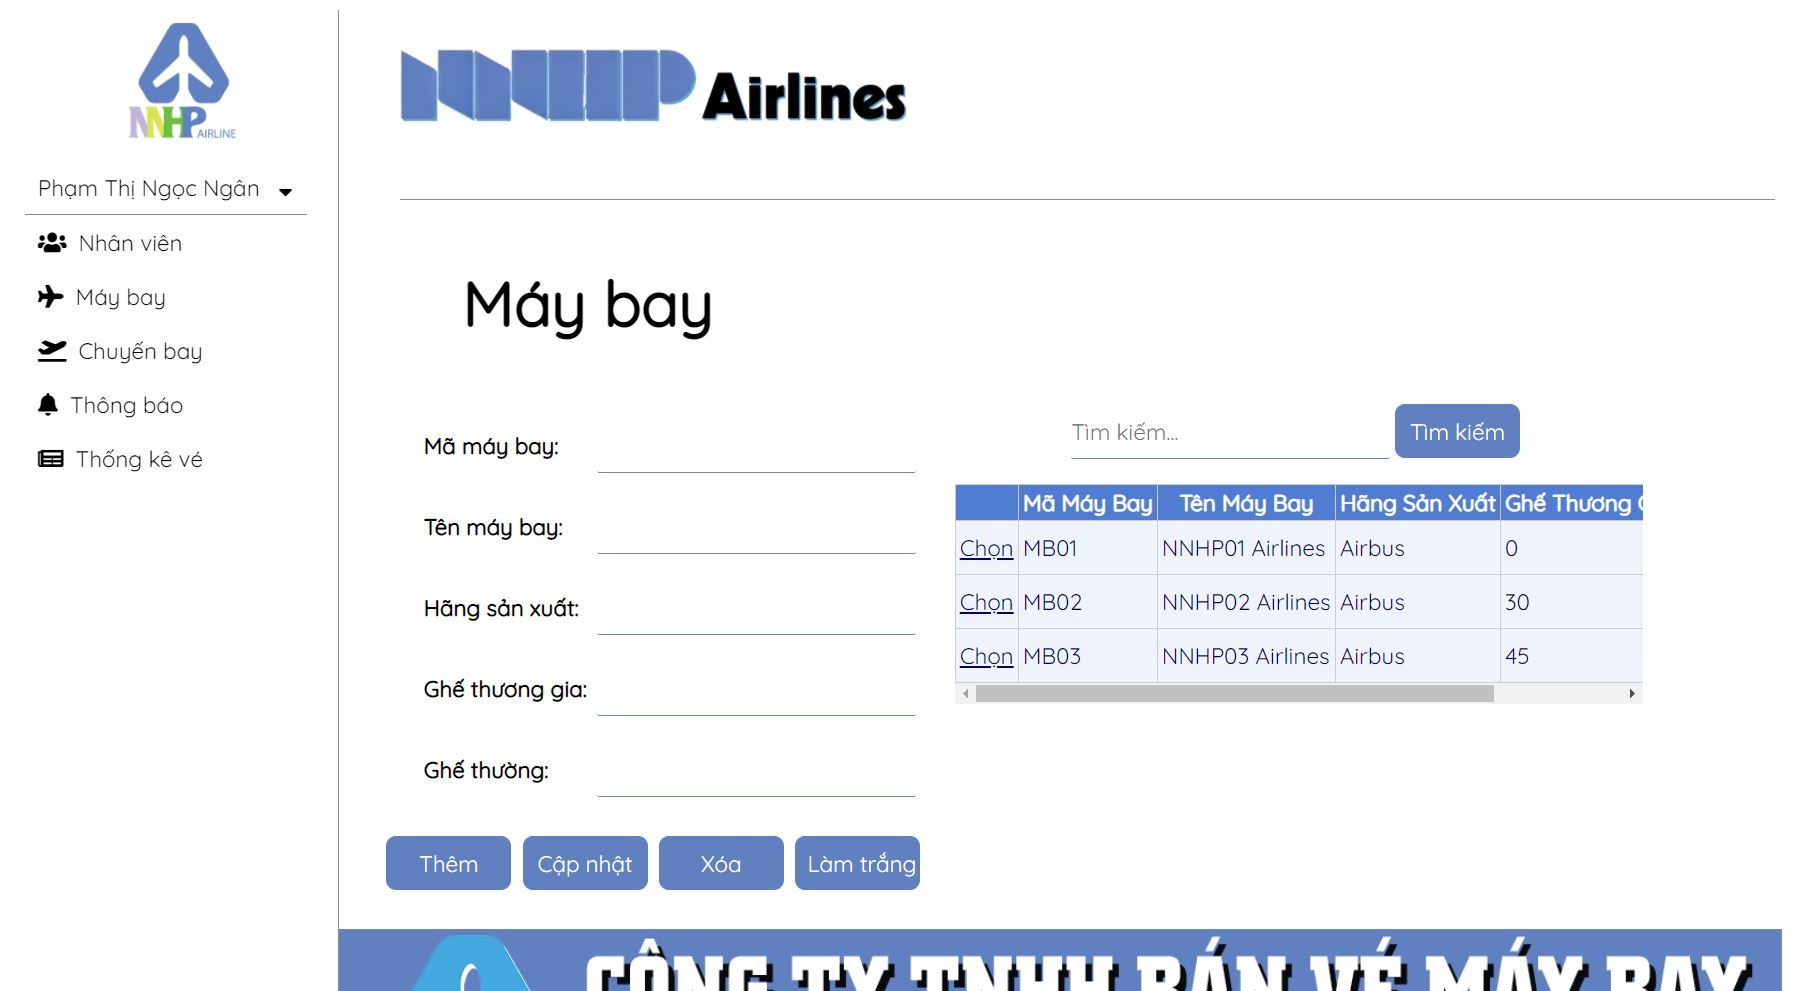 NNHP AIRLINE
Phạm Thị Ngọc Ngân
Nhân viên
Máy bay
Chuyến bay
Thông báo
Thống kê vé
NNHP Airlines
Máy bay
Mã máy bay:
Tên máy bay:
Hãng sản xuất:
Ghế thương gia:
Ghế thường:
Thêm Cập nhật Xóa Làm trắng
Tìm kiếm... Tìm kiếm
Mã Máy Bay Tên Máy Bay Hãng Sản Xuất Ghế Thương
Chọn MB01 NNHP01 Airlines Airbus 0
Chọn MB02 NNHP02 Airlines Airbus 30
Chọn MB03 NNHP03 Airlines Airbus 45
CÔNG TY TNHH BÁN VÉ MÁY BAY